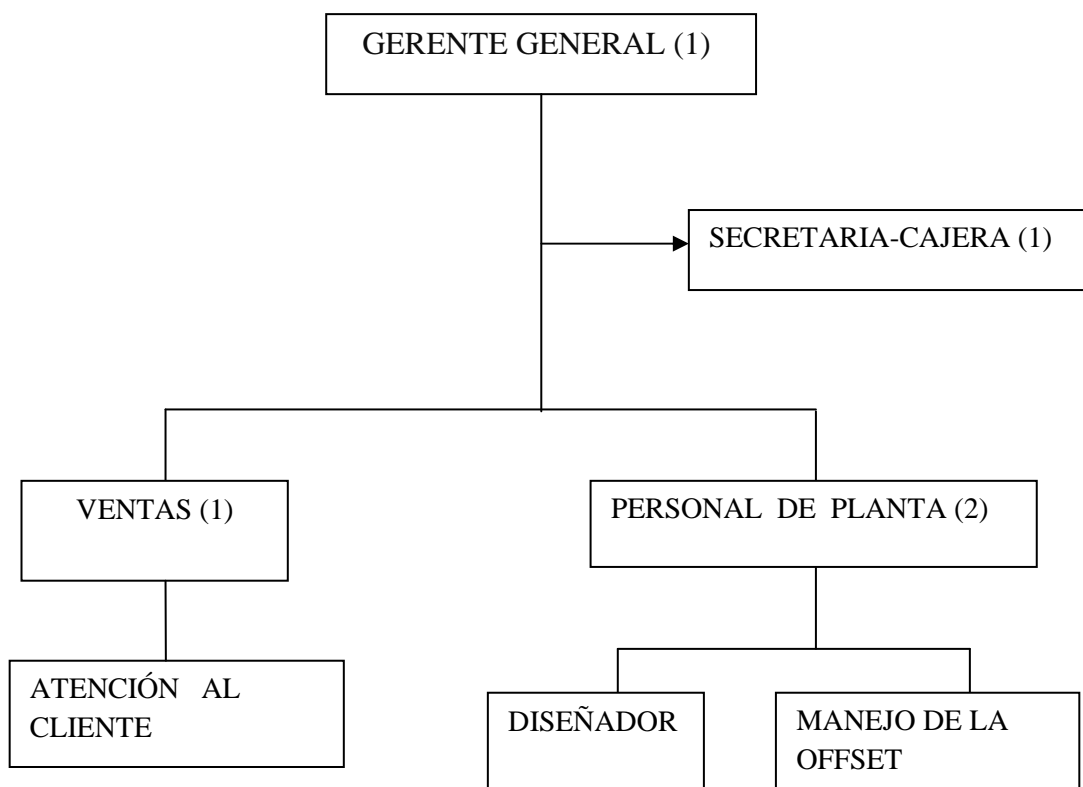 GERENTE GENERAL (1)
SECRETARIA-CAJERA (1)
VENTAS (1)
PERSONAL DE PLANTA (2)
ATENCIÓN AL
CLIENTE
DISEÑADOR
MANEJO DE LA
OFFSET